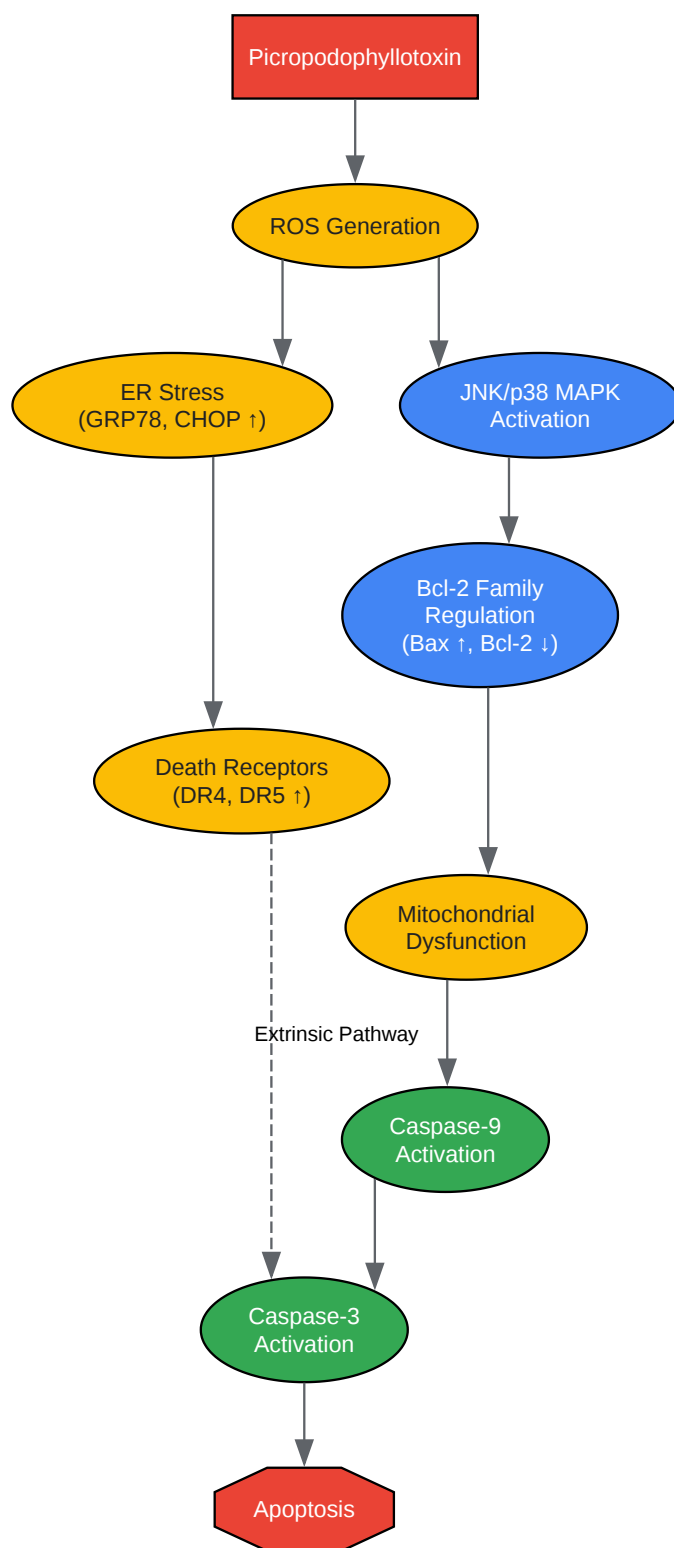 Picropodophyllotoxin
ROS Generation
ER Stress
(GRP78, CHOP ↑)
JNK/p38 MAPK
Activation
Bcl-2 Family
Regulation
(Bax ↑, Bcl-2 ↓)
Death Receptors
(DR4, DR5 ↑)
Mitochondrial
Dysfunction
Extrinsic Pathway
Caspase-9
Activation
Caspase-3
Activation
Apoptosis